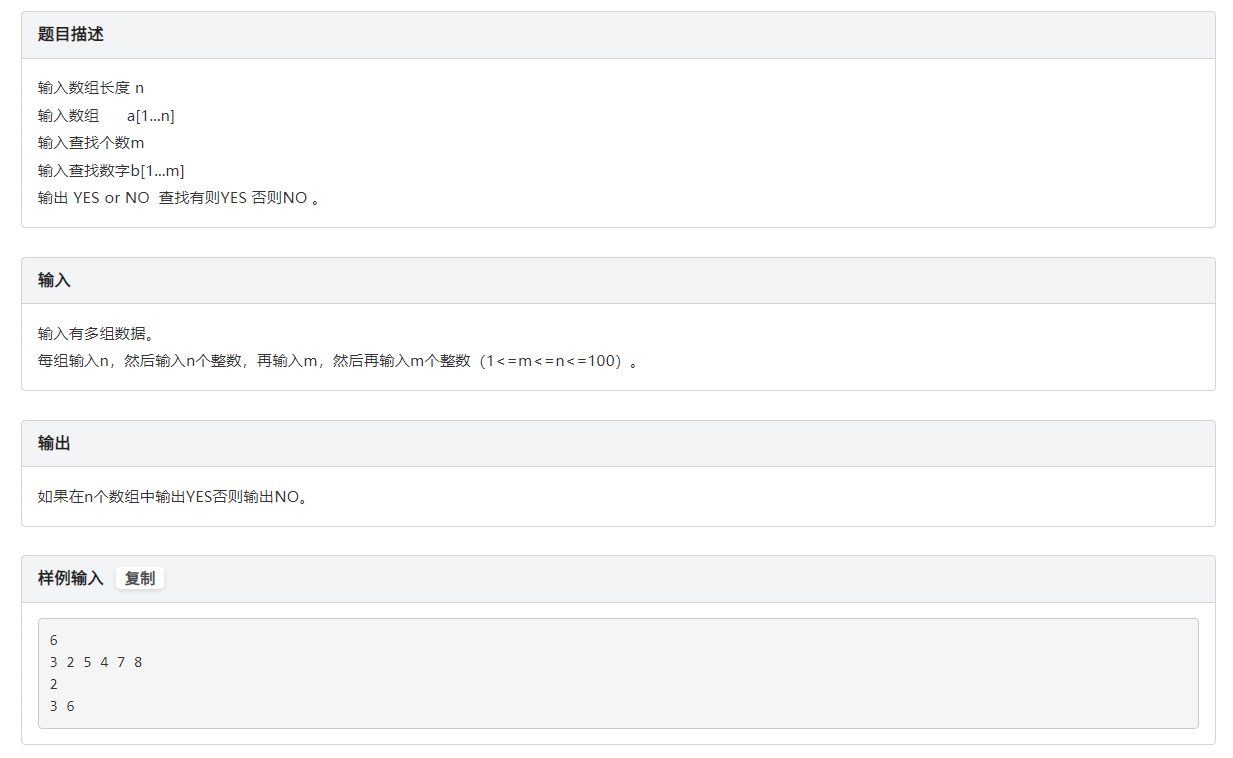 题目描述
输入数组长度 n
输入数组 a[1...n]
输入查找个数m
输入查找数字b[1...m]
输出 YES or NO 查找有则YES 否则NO 。
输入
输入有多组数据。
每组输入n，然后输入n个整数，再输入m，然后再输入m个整数（1<=m<=n<=100）。
输出
如果在n个数组中输出YES否则输出NO。
样例输入 复制
6
3 2 5 4 7 8
2
3 6